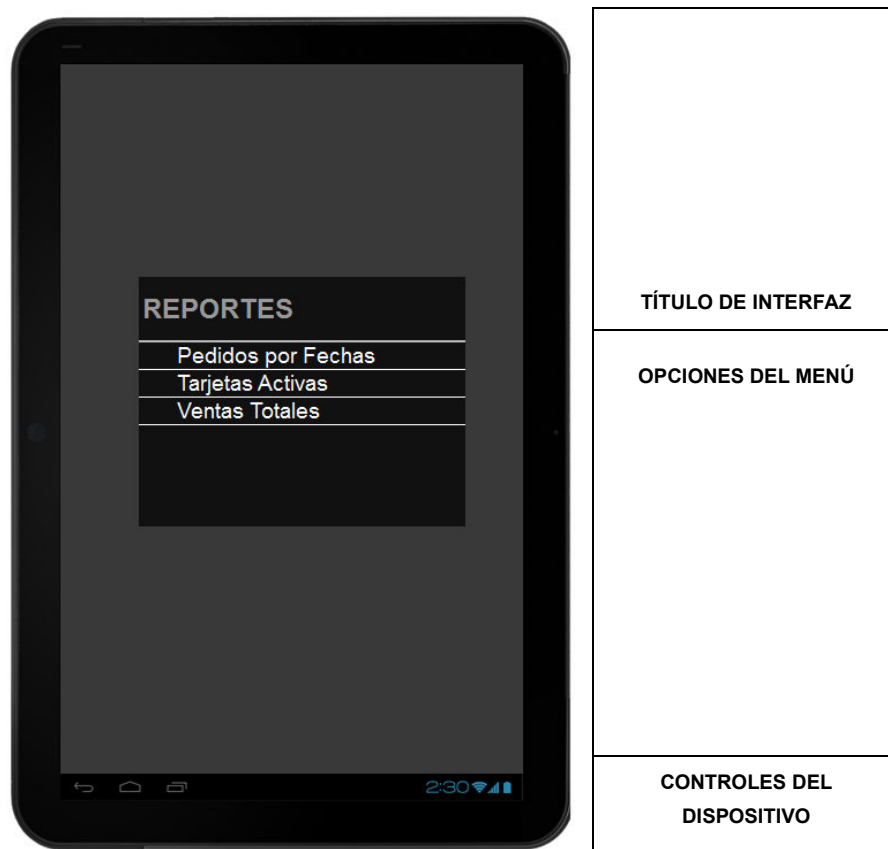 REPORTES
Pedidos por Fechas
Tarjetas Activas
Ventas Totales
2:30
TÍTULO DE INTERFAZ
OPCIONES DEL MENÚ
CONTROLES DEL
DISPOSITIVO